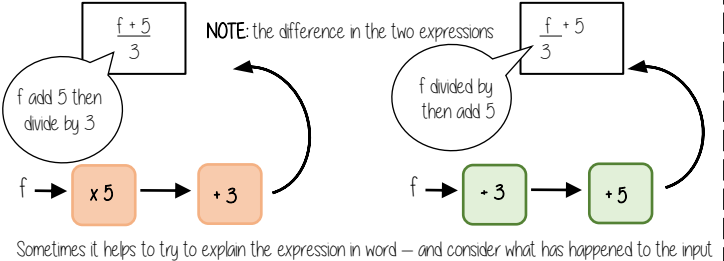 f + 5
3
NOTE: the difference in the two expressions
f + 5
3
f add 5 then
divide by 3
f divided by
then add 5
f
x 5
+ 3
f
÷ 3
+ 5
Sometimes it helps to try to explain the expression in word – and consider what has happened to the input